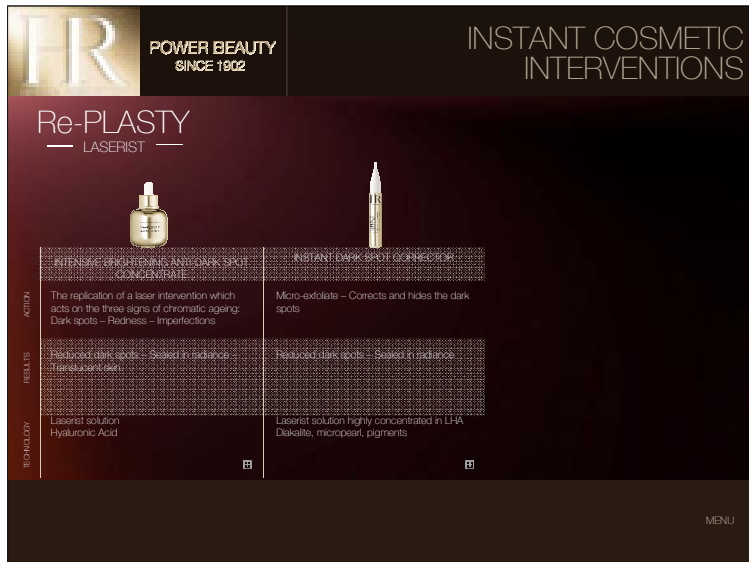 HR
POWER BEAUTY
SINCE 1902
INSTANT COSMETIC
INTERVENTIONS
Re-PLASTY
LASERIST
HR
INTENSIVE BRIGHTENING ANTI-DARK SPOT
CONCENTRATE
INSTANT DARK SPOT CORRECTOR
ACTION
The replication of a laser intervention which
acts on the three signs of chromatic ageing:
Dark spots – Redness – Imperfections
Micro-exfoliate – Corrects and hides the dark
spots
RESULTS
Reduced dark spots – Sealed in radiance –
Translucent skin
Reduced dark spots – Sealed in radiance
TECHNOLOGY
Laserist solution
Hyaluronic Acid
Laserist solution highly concentrated in LHA
Diakalite, micropearl, pigments
MENU